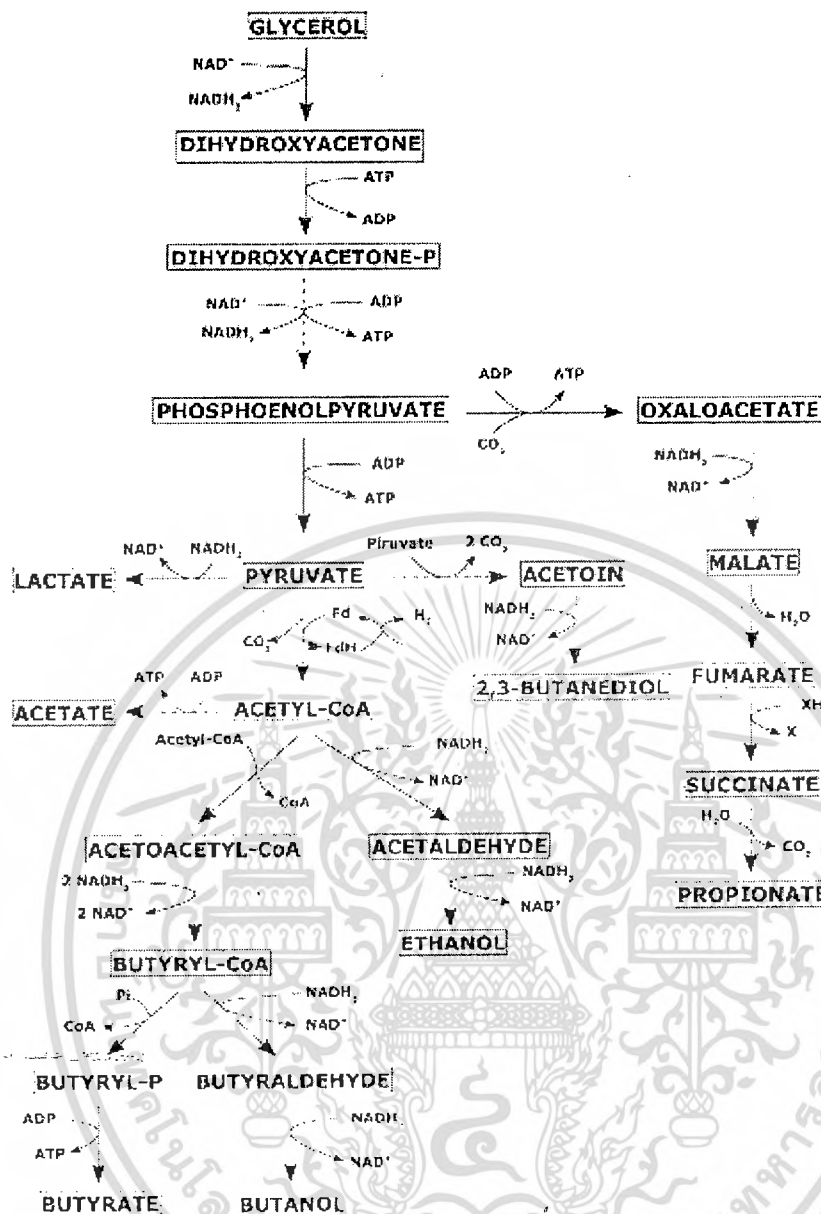 GLYCEROL
NAD⁺
NADH₂
DIHYDROXYACETONE
ATP
ADP
DIHYDROXYACETONE-P
NAD⁺ ADP
NADH₂ ATP
ADP ATP
PHOSPHOENOLPYRUVATE OXALOACETATE
CO₂
NADH₂
NAD⁺
ADP
ATP
NAD⁺ NADH₂ Piruvate 2 CO₂
LACTATE PYRUVATE ACETOIN MALATE
Fd H₂ NADH₂
CO₂ FdH NAD⁺ H₂O
ATP ADP 2,3-BUTANEDIOL FUMARATE
ACETATE ACETYL-CoA XH
Acetyl-CoA NADH₂ X
NAD⁺
CoA SUCCINATE
H₂O
ACETOACETYL-CoA ACETALDEHYDE CO₂
2 NADH₂ NADH₂
2 NAD⁺ NAD⁺ PROPIONATE
ETHANOL
BUTYRYL-CoA
Pi NADH₂
CoA NAD⁺
BUTYRYL-P BUTYRALDEHYDE
ADP NADH₂
ATP NAD⁺
BUTYRATE BUTANOL